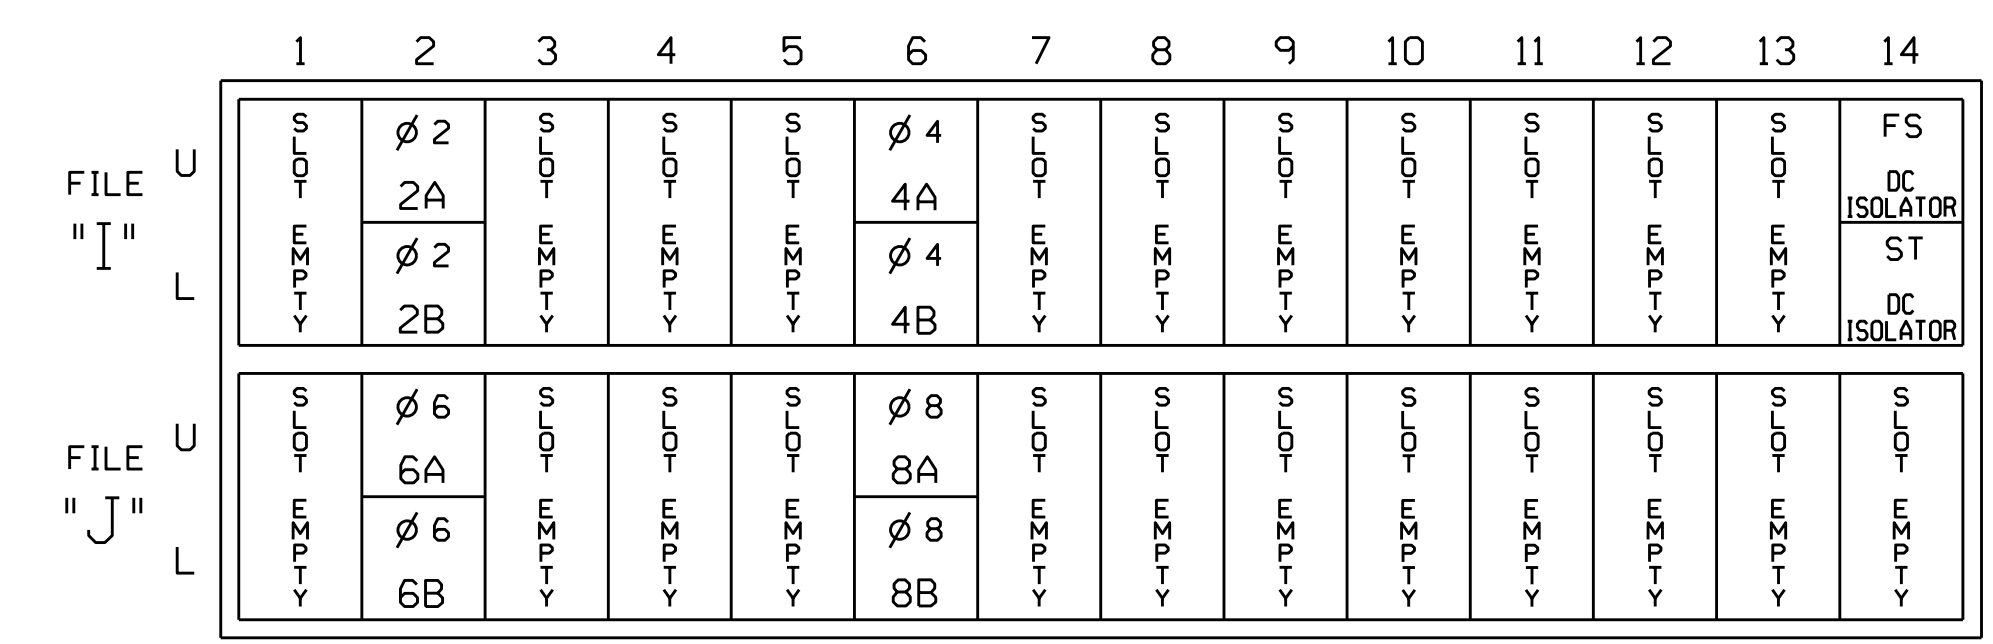 1 2 3 4 5 6 7 8 9 10 11 12 13 14
FILE "I"
U
L
SLOT EMPTY
Ø 2
2A
Ø 2
2B
SLOT EMPTY
SLOT EMPTY
SLOT EMPTY
Ø 4
4A
Ø 4
4B
SLOT EMPTY
SLOT EMPTY
SLOT EMPTY
SLOT EMPTY
SLOT EMPTY
SLOT EMPTY
SLOT EMPTY
FS
DC
ISOLATOR
ST
DC
ISOLATOR
FILE "J"
U
L
SLOT EMPTY
Ø 6
6A
Ø 6
6B
SLOT EMPTY
SLOT EMPTY
SLOT EMPTY
Ø 8
8A
Ø 8
8B
SLOT EMPTY
SLOT EMPTY
SLOT EMPTY
SLOT EMPTY
SLOT EMPTY
SLOT EMPTY
SLOT EMPTY
SLOT EMPTY